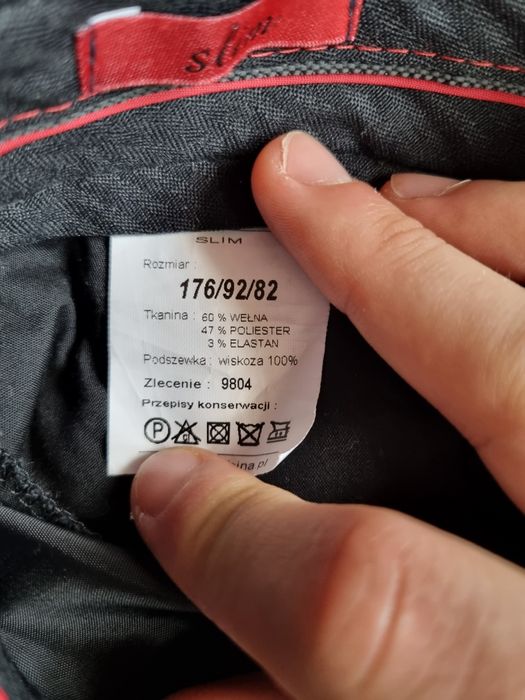 slim
SLIM
Rozmiar :
176/92/82
Tkanina : 60 % WEŁNA
47 % POLIESTER
3 % ELASTAN
Podszewka : wiskoza 100%
Zlecenie : 9804
Przepisy konserwacji :
P